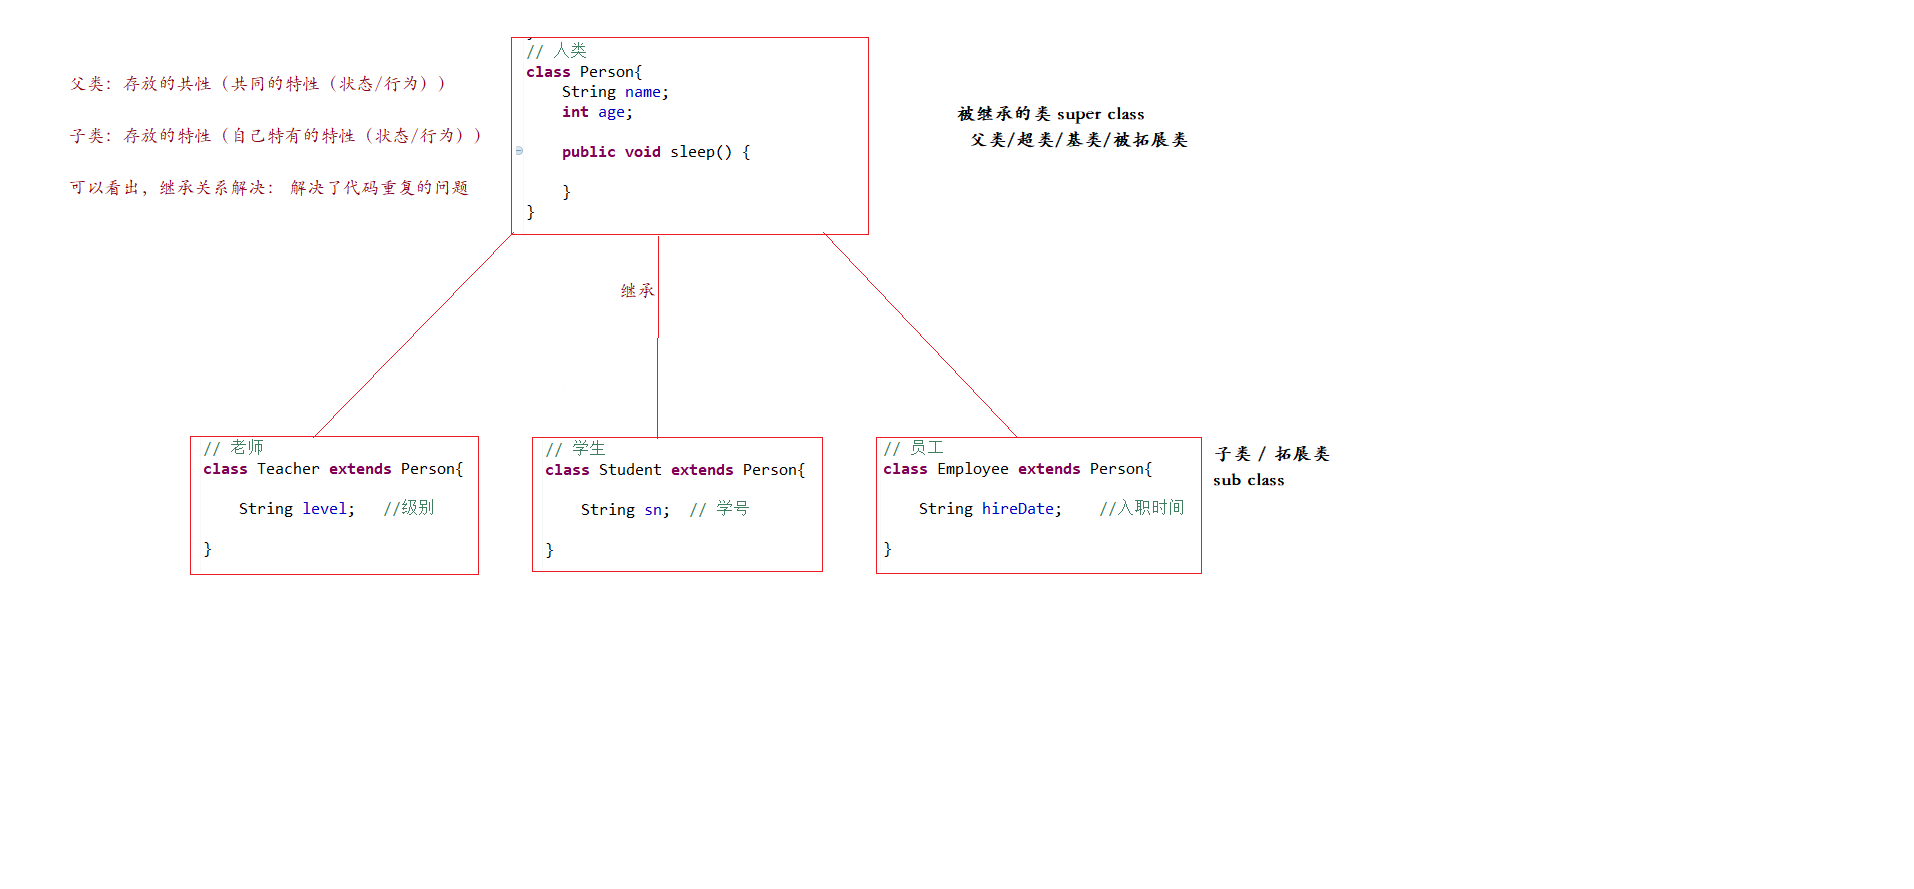 父类：存放的共性（共同的特性（状态/行为））
子类：存放的特性（自己特有的特性（状态/行为））
可以看出，继承关系解决： 解决了代码重复的问题
// 人类
class Person{
String name;
int age;
public void sleep() {
}
}
被继承的类 super class
父类/超类/基类/被拓展类
继承
// 老师
class Teacher extends Person{
String level; //级别
}
// 学生
class Student extends Person{
String sn; // 学号
}
// 员工
class Employee extends Person{
String hireDate; //入职时间
}
子类 / 拓展类
sub class